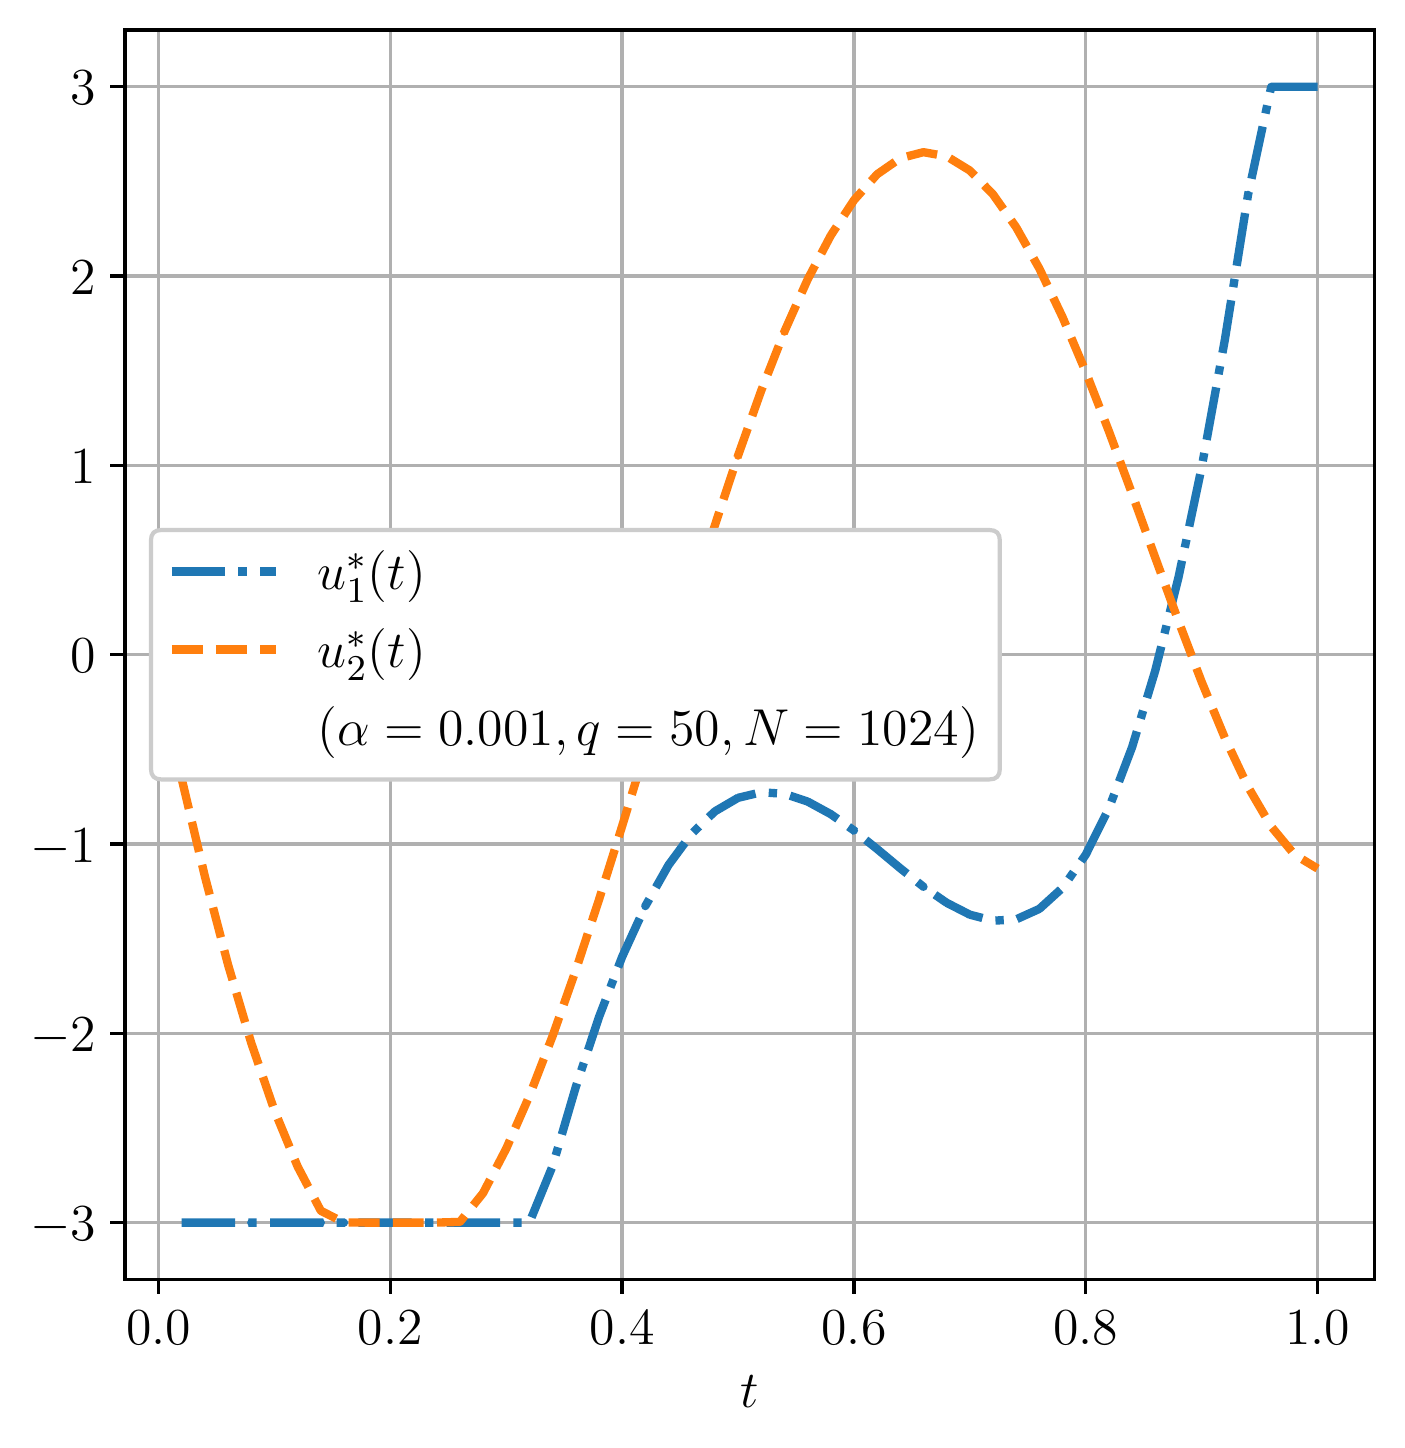 3
2
1
0
−1
−2
−3
u₁*(t)
u₂*(t)
(α = 0.001, q = 50, N = 1024)
0.0 0.2 0.4 0.6 0.8 1.0
t